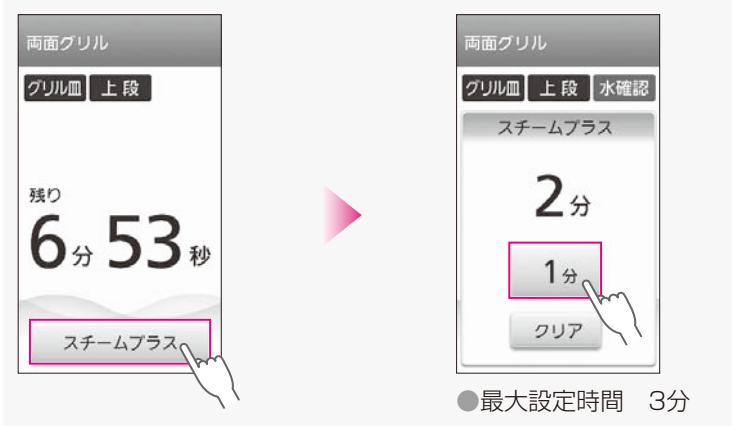 両面グリル
グリル皿 上段
残り
6分53秒
スチームプラス
両面グリル
グリル皿 上段 水確認
スチームプラス
2分
1分
クリア
●最大設定時間　3分